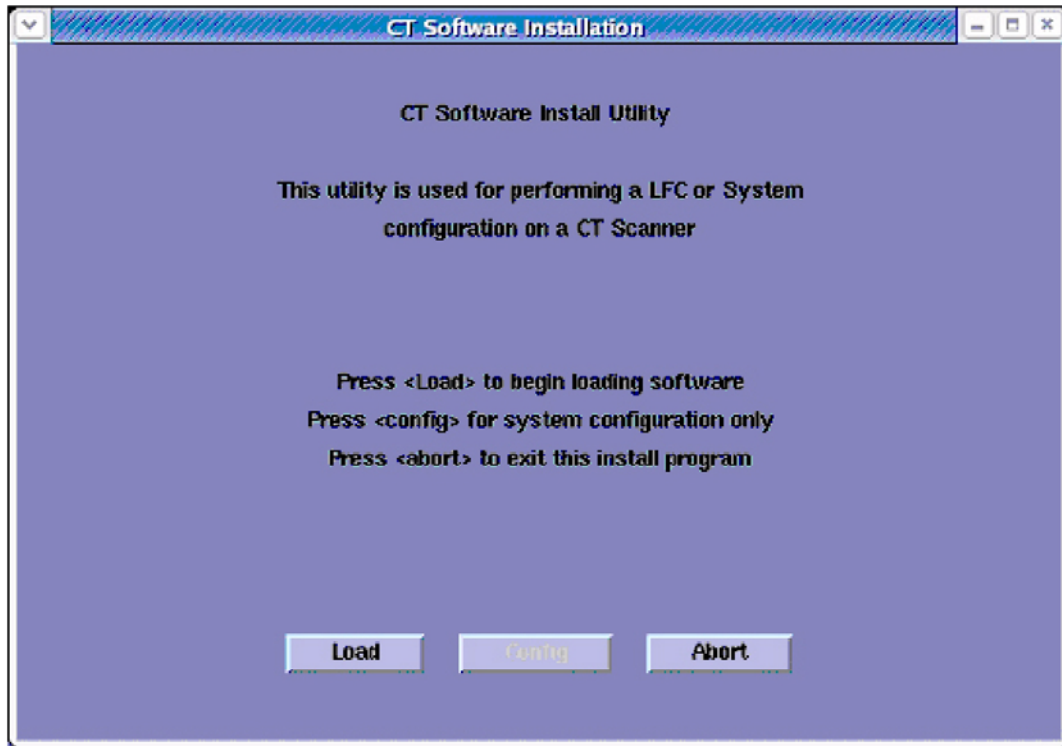 CT Software Installation
CT Software Install Utility
This utility is used for performing a LFC or System
configuration on a CT Scanner
Press <Load> to begin loading software
Press <config> for system configuration only
Press <abort> to exit this install program
Load
Config
Abort